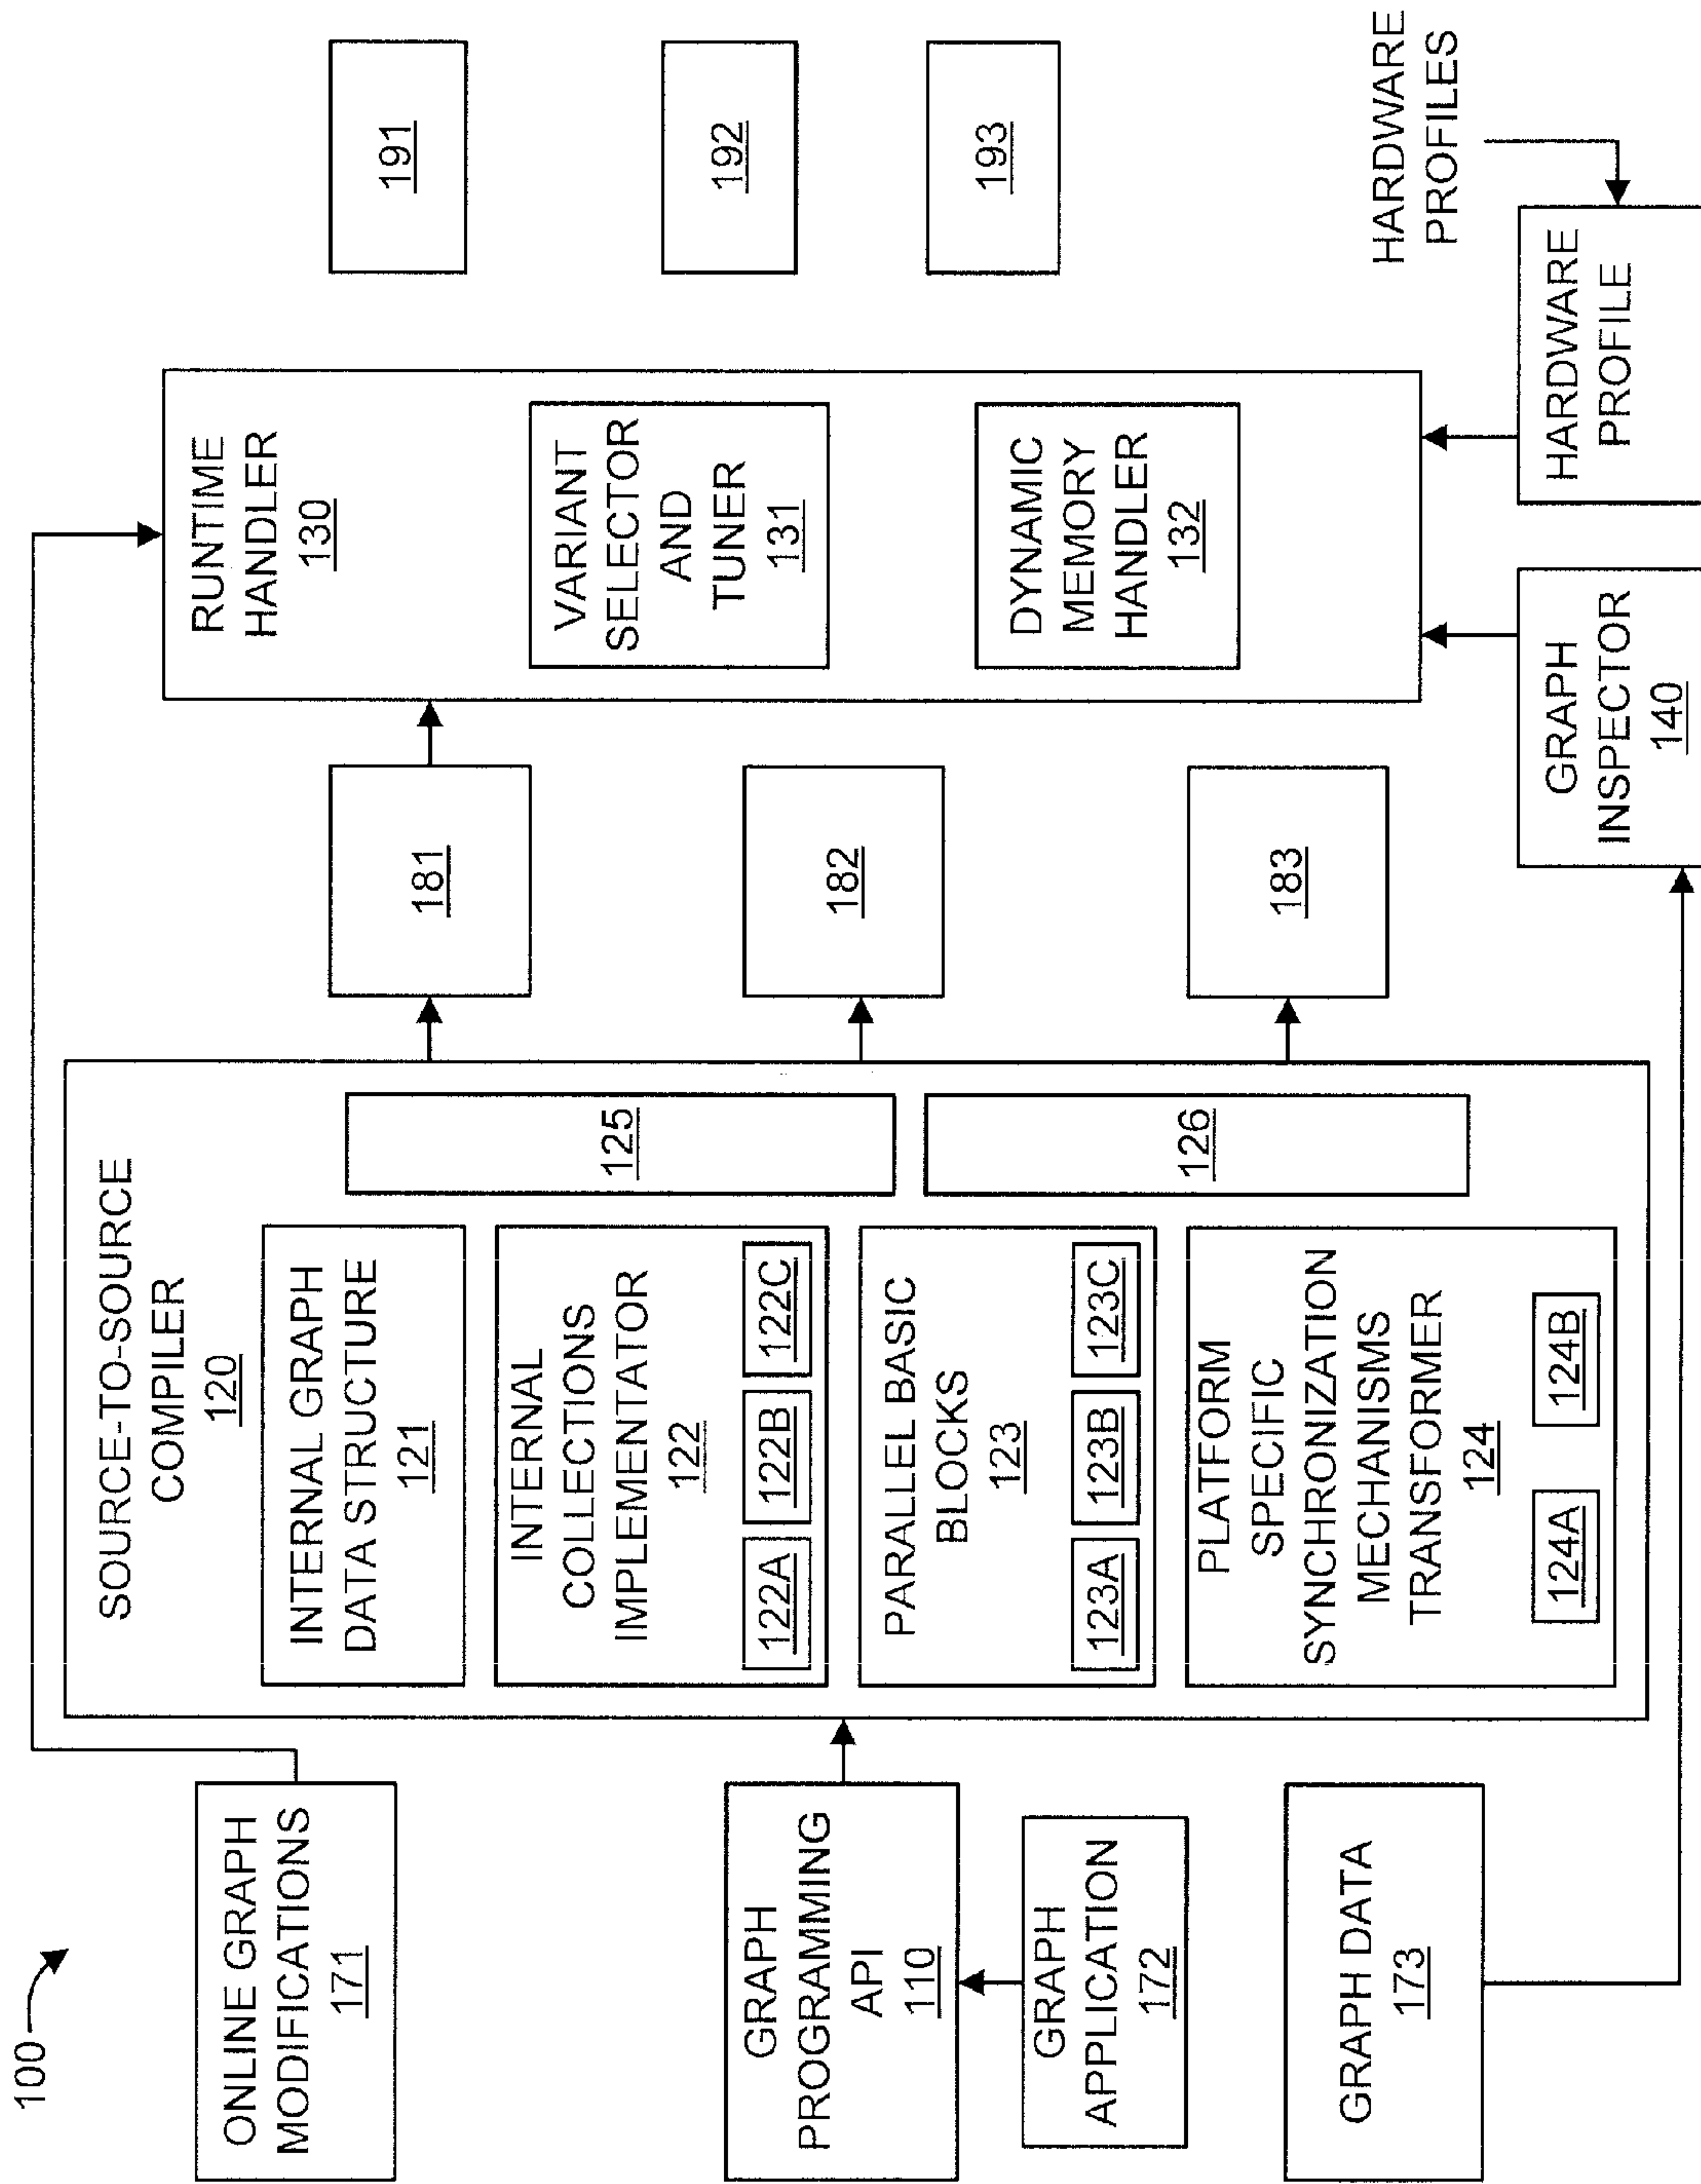 100
ONLINE GRAPH
MODIFICATIONS
171
GRAPH
PROGRAMMING
API
110
GRAPH
APPLICATION
172
GRAPH DATA
173
SOURCE-TO-SOURCE
COMPILER
120
INTERNAL GRAPH
DATA STRUCTURE
121
INTERNAL
COLLECTIONS
IMPLEMENTATOR
122
122A
122B
122C
PARALLEL BASIC
BLOCKS
123
123A
123B
123C
PLATFORM
SPECIFIC
SYNCHRONIZATION
MECHANISMS
TRANSFORMER
124
124A
124B
125
126
181
182
183
RUNTIME
HANDLER
130
VARIANT
SELECTOR
AND
TUNER
131
DYNAMIC
MEMORY
HANDLER
132
GRAPH
INSPECTOR
140
HARDWARE
PROFILE
HARDWARE
PROFILES
191
192
193